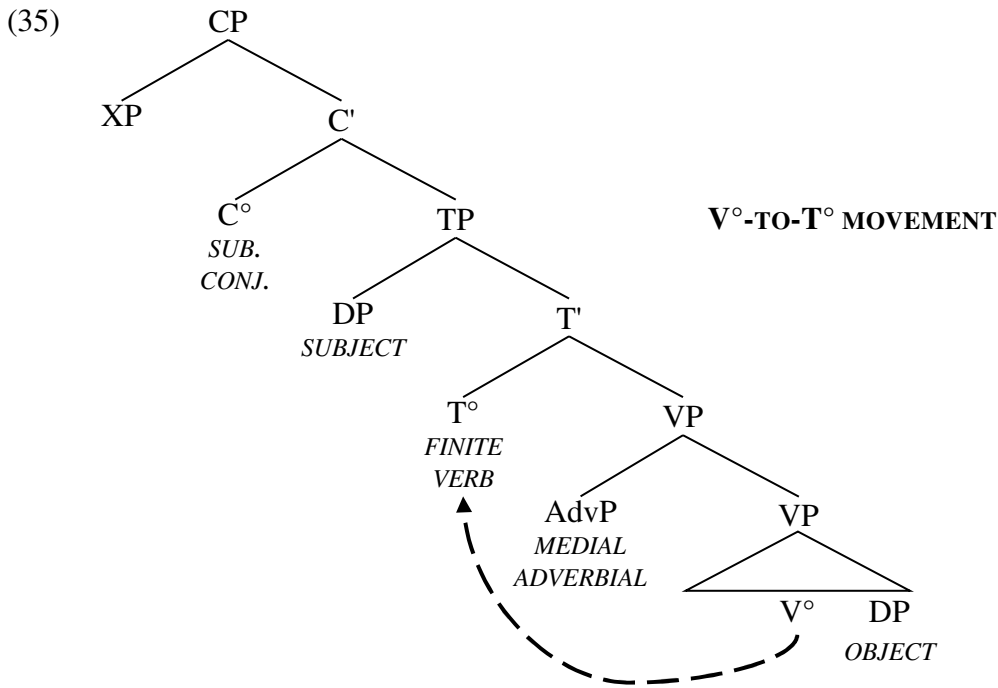 (35)
CP
XP
C'
C°
SUB.
CONJ.
TP
V°-TO-T° MOVEMENT
DP
SUBJECT
T'
T°
FINITE
VERB
VP
AdvP
MEDIAL
ADVERBIAL
VP
V° DP
OBJECT